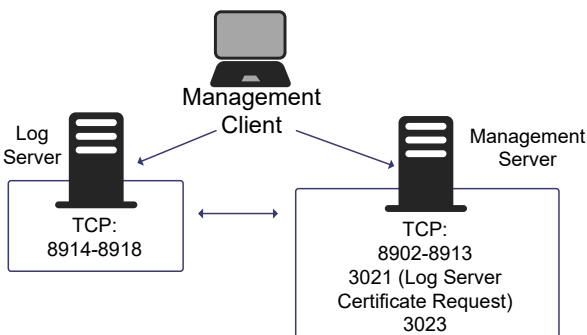 Management
Client
Log
Server
Management
Server
TCP:
8914-8918
TCP:
8902-8913
3021 (Log Server
Certificate Request)
3023